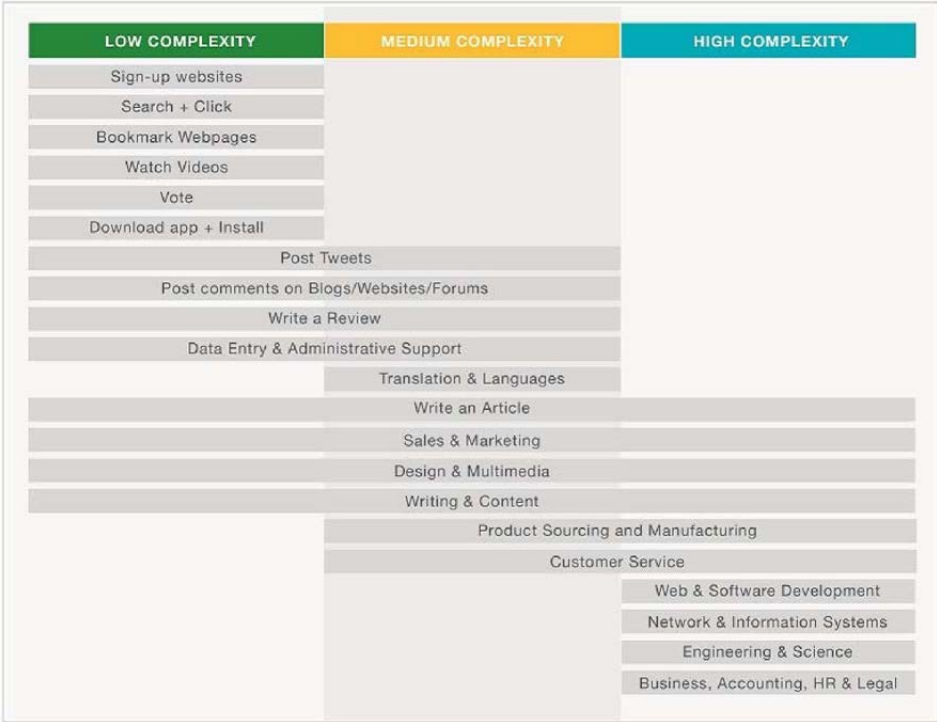 LOW COMPLEXITY MEDIUM COMPLEXITY HIGH COMPLEXITY
Sign-up websites
Search + Click
Bookmark Webpages
Watch Videos
Vote
Download app + Install
Post Tweets
Post comments on Blogs/Websites/Forums
Write a Review
Data Entry & Administrative Support
Translation & Languages
Write an Article
Sales & Marketing
Design & Multimedia
Writing & Content
Product Sourcing and Manufacturing
Customer Service
Web & Software Development
Network & Information Systems
Engineering & Science
Business, Accounting, HR & Legal